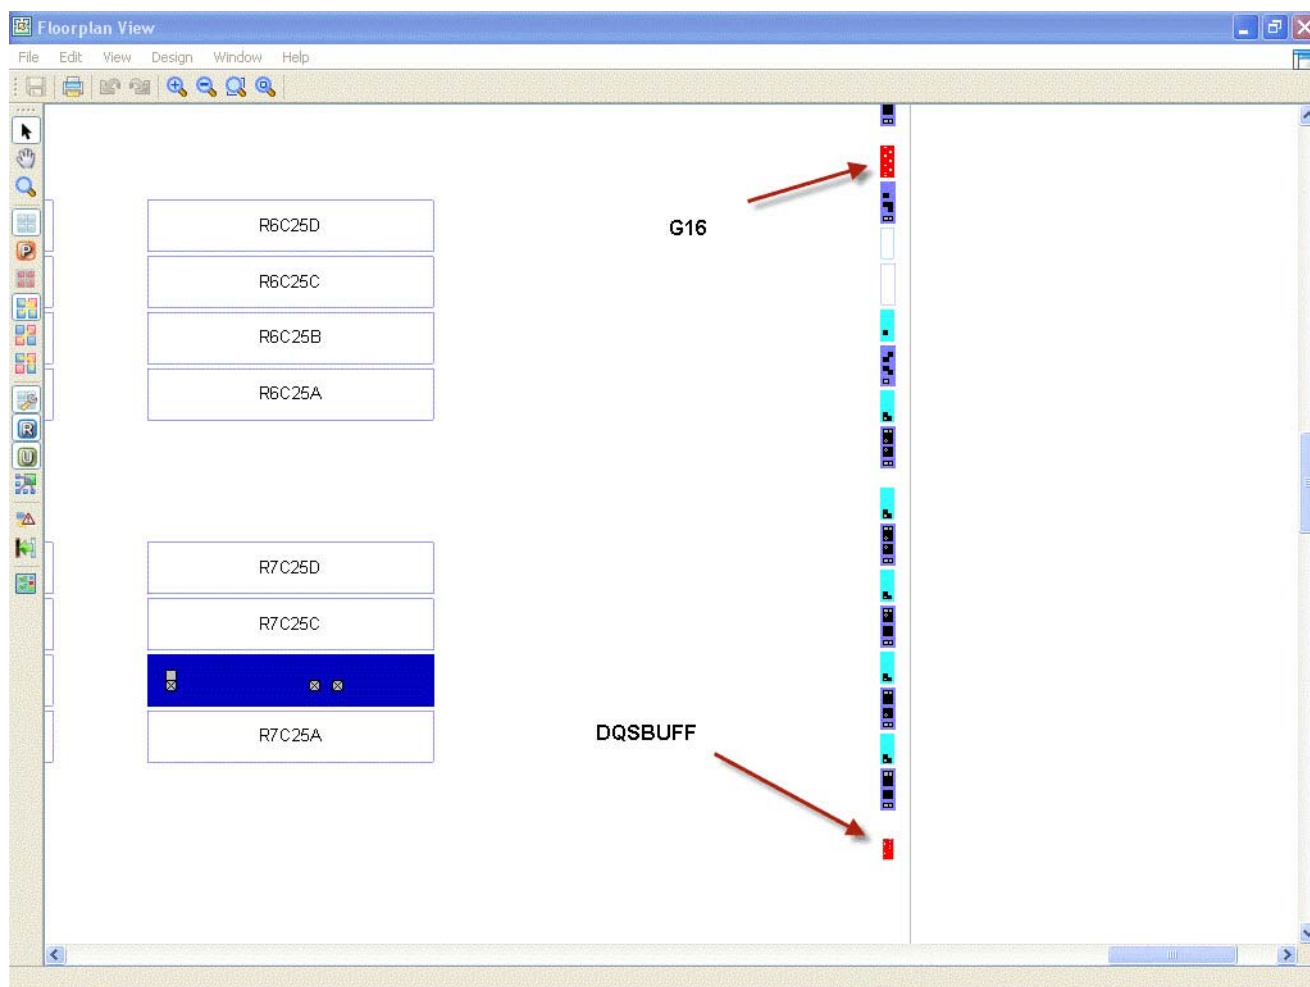 Floorplan View
File Edit View Design Window Help
G16
R6C25D
R6C25C
R6C25B
R6C25A
R7C25D
R7C25C
R7C25A
DQSBUFF
P
R
U